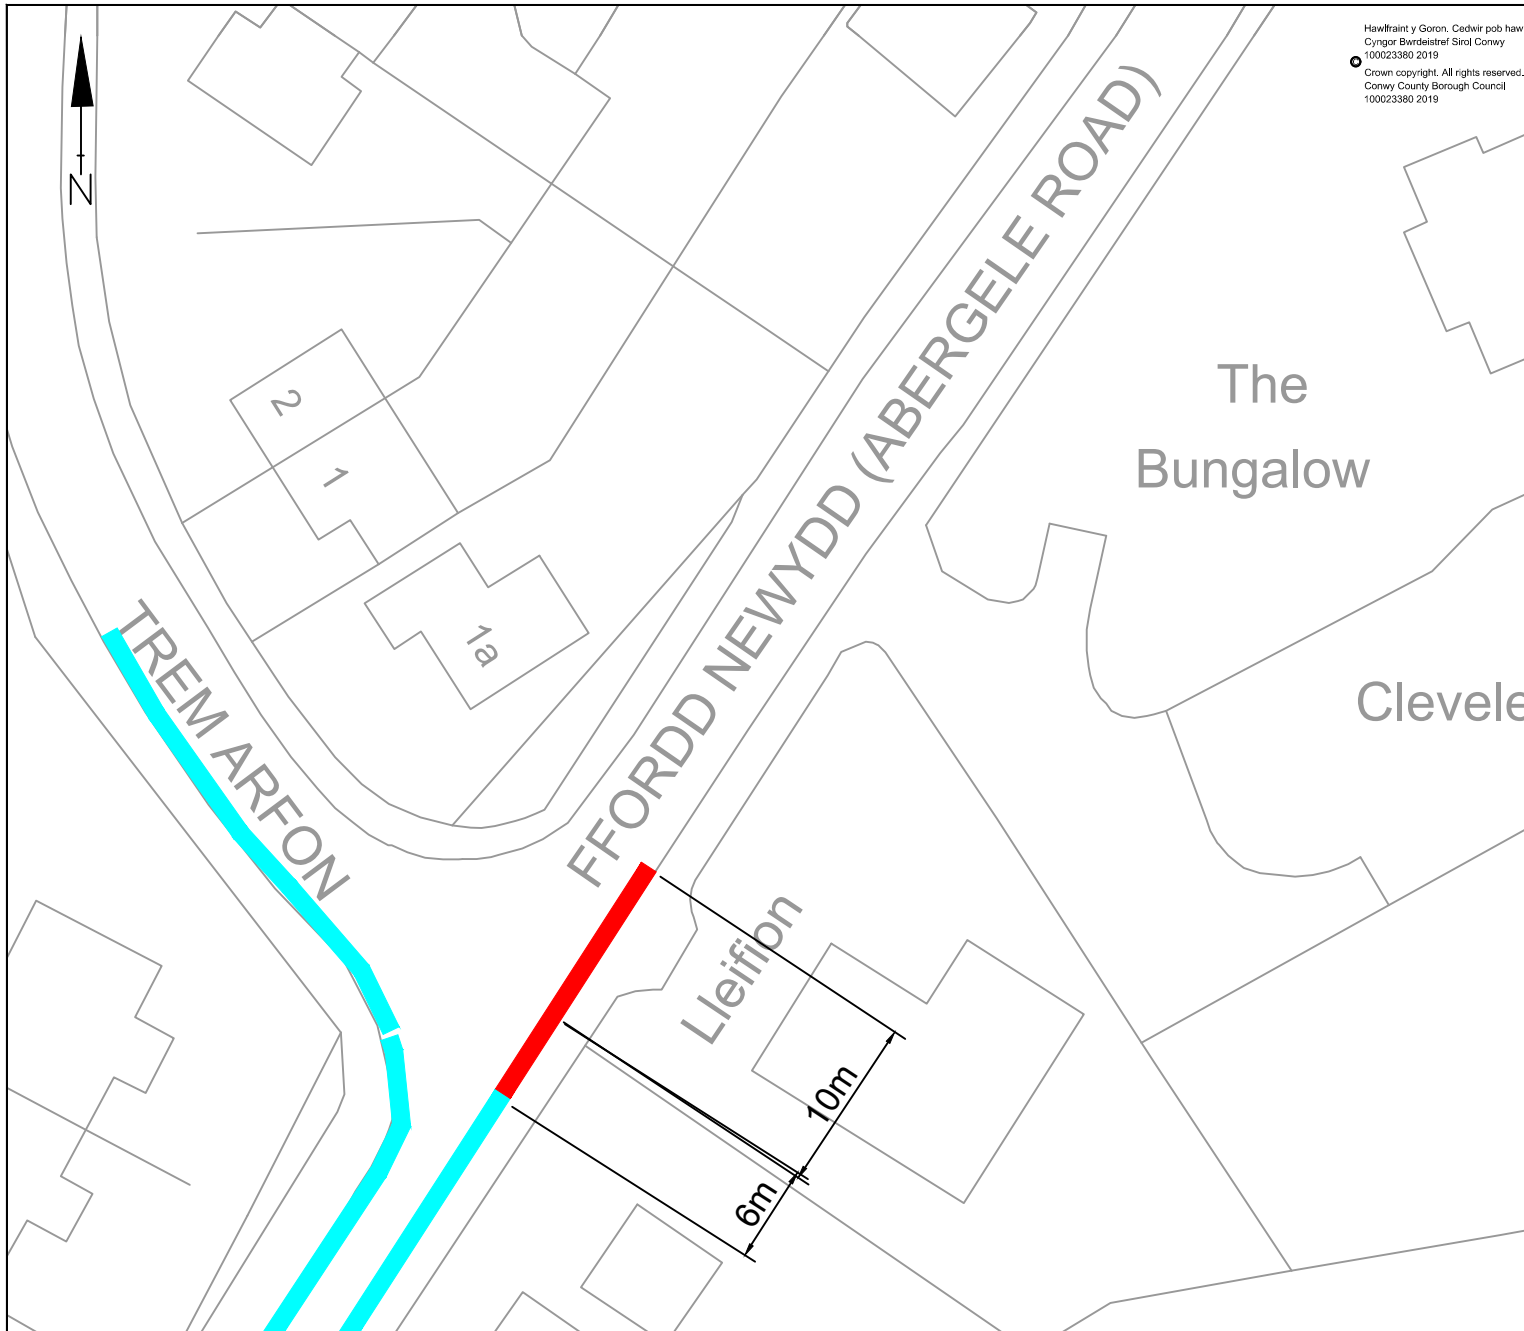 Hawlfraint y Goron. Cedwir pob haw
Cyngor Bwrdeistref Sirol Conwy
100023380 2019
©
Crown copyright. All rights reserved.
Conwy County Borough Council
100023380 2019
N
The
Bungalow
FFORDD NEWYDD (ABERGELE ROAD)
2
1
1a
TREM ARFON
Clevele
Lleifion
10m
6m